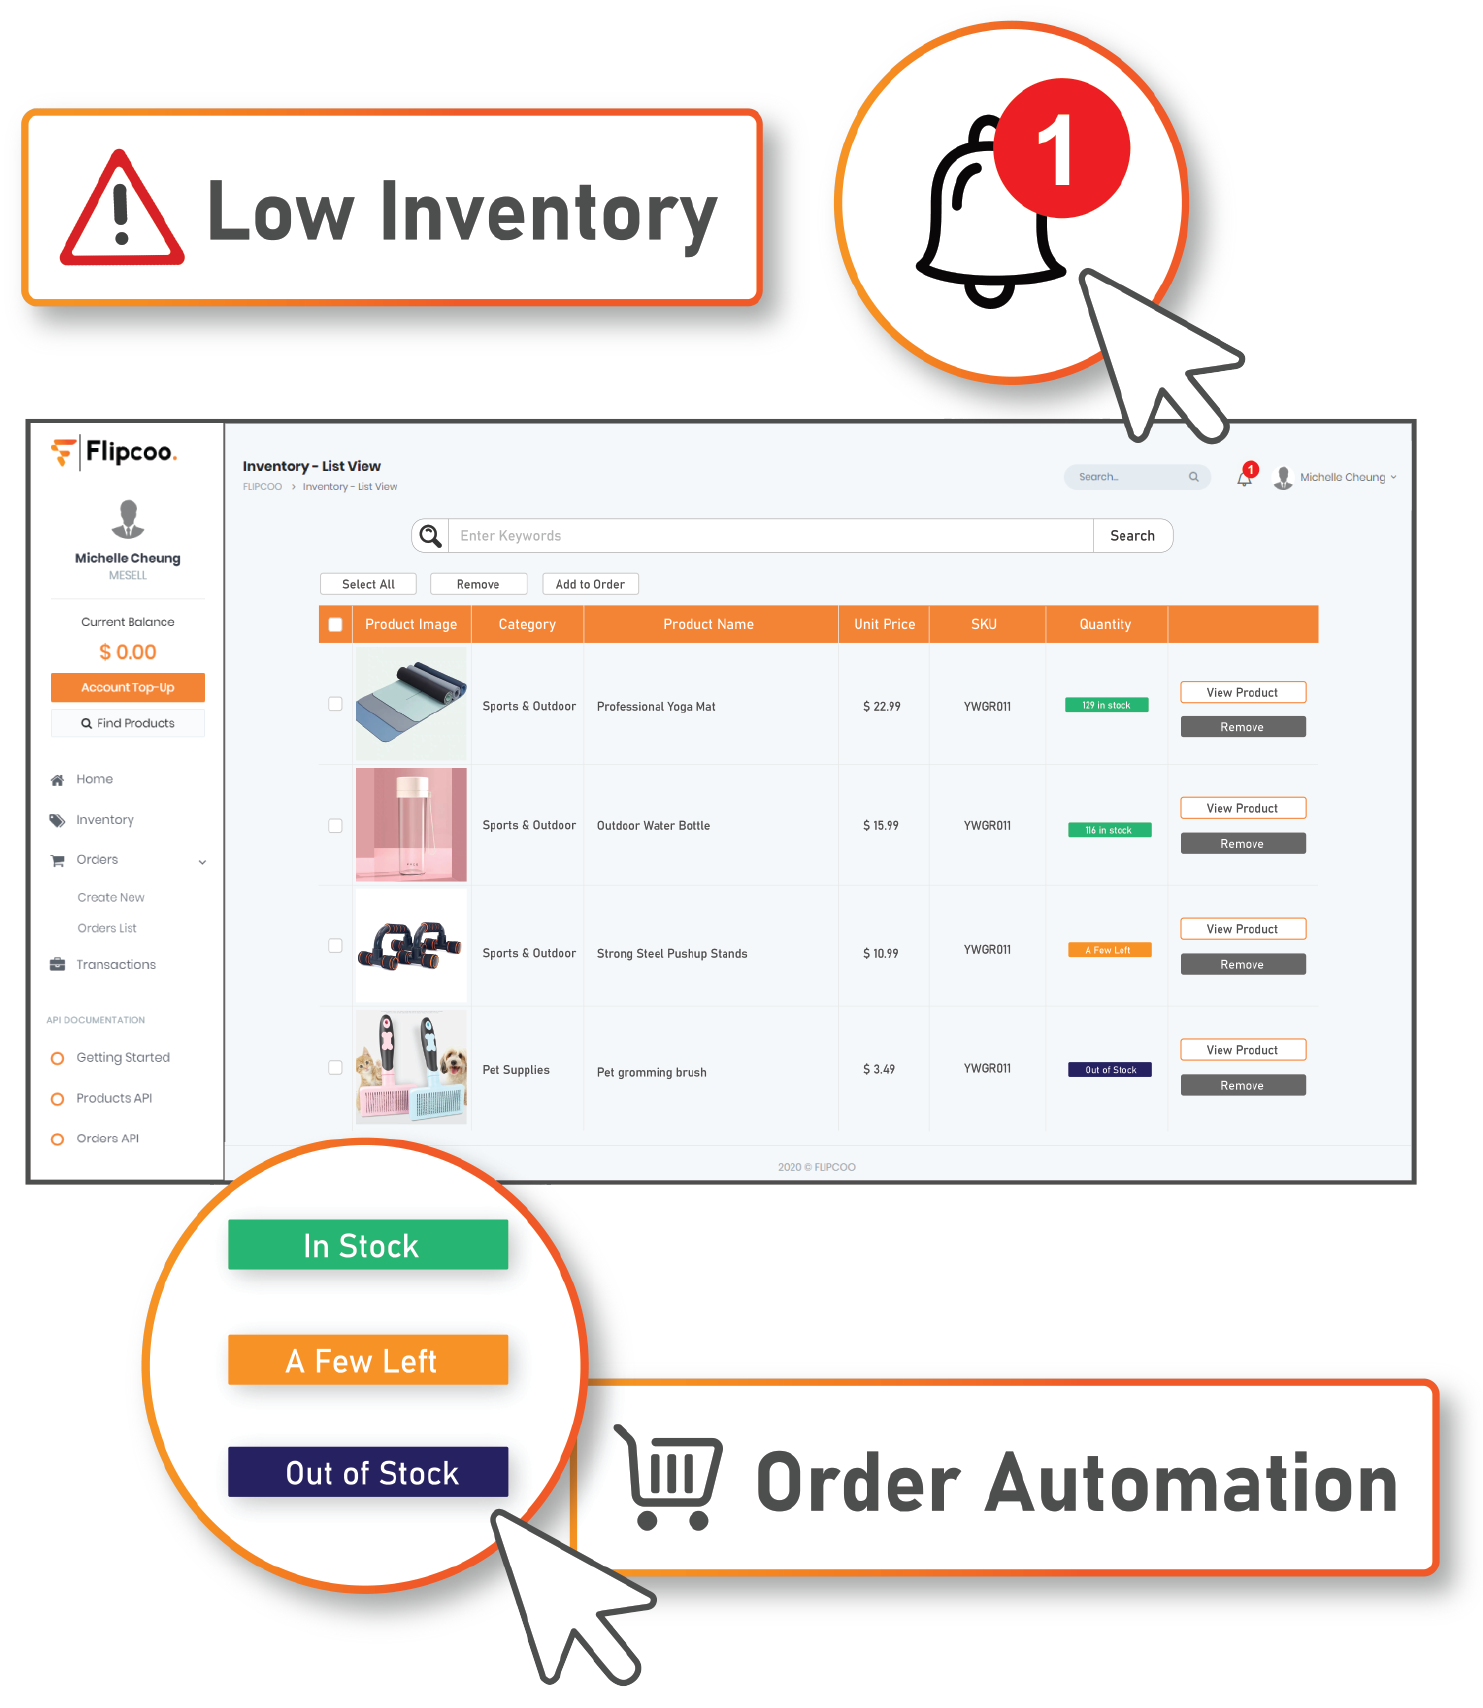 Low Inventory
1
Flipcoo.
Inventory - List View
FLIPCOO > Inventory - List View
Search...
1
Michelle Cheung
Michelle Cheung
MESELL
Enter Keywords
Search
Select All
Remove
Add to Order
Current Balance
$ 0.00
Account Top-Up
Find Products
Home
Inventory
Orders
Create New
Orders List
Transactions
API DOCUMENTATION
Getting Started
Products API
Orders API
Product Image Category Product Name Unit Price SKU Quantity
Sports & Outdoor Professional Yoga Mat $ 22.99 YWGR011 129 in stock
View Product
Remove
Sports & Outdoor Outdoor Water Bottle $ 15.99 YWGR011 116 in stock
View Product
Remove
Sports & Outdoor Strong Steel Pushup Stands $ 10.99 YWGR011 A Few Left
View Product
Remove
Pet Supplies Pet gromming brush $ 3.49 YWGR011 Out of Stock
View Product
Remove
2020 © FLIPCOO
In Stock
A Few Left
Out of Stock
Order Automation